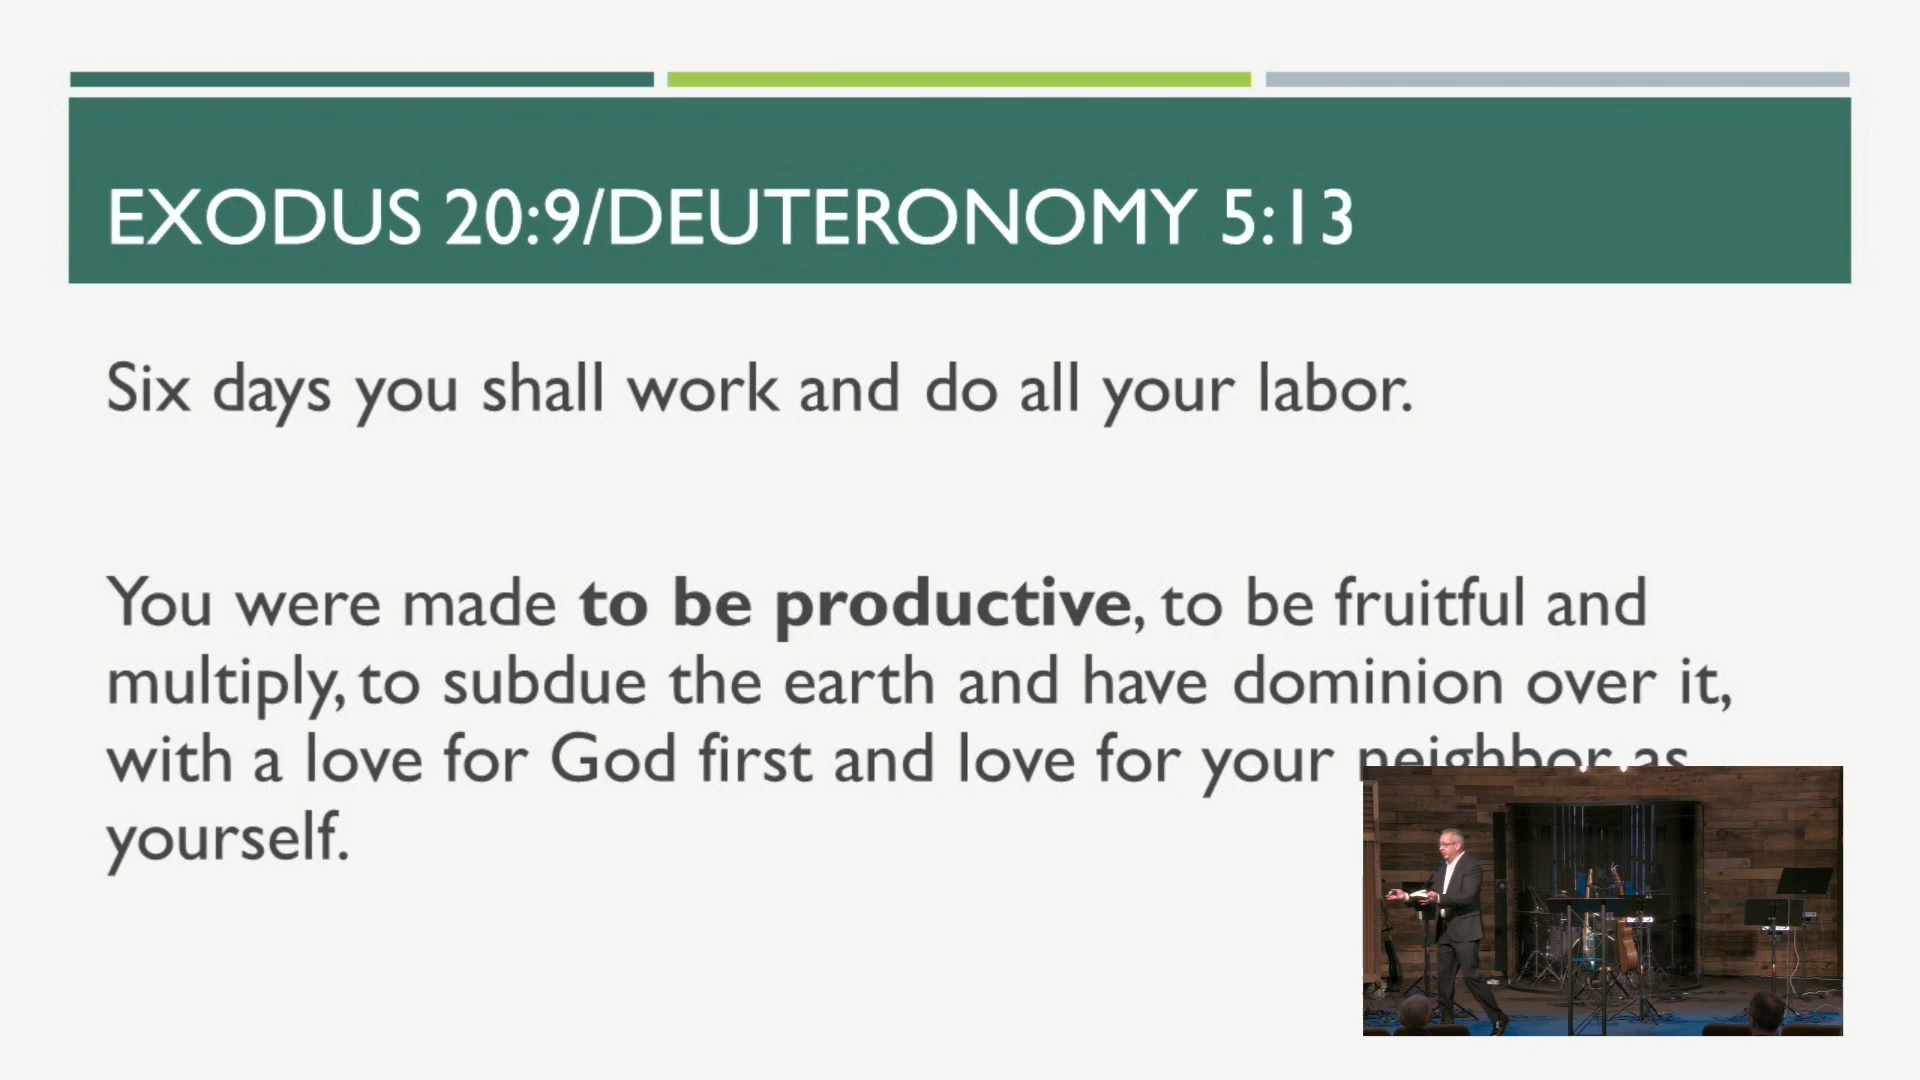 EXODUS 20:9/DEUTERONOMY 5:13
Six days you shall work and do all your labor.
You were made to be productive, to be fruitful and
multiply, to subdue the earth and have dominion over it,
with a love for God first and love for your neighbor as
yourself.